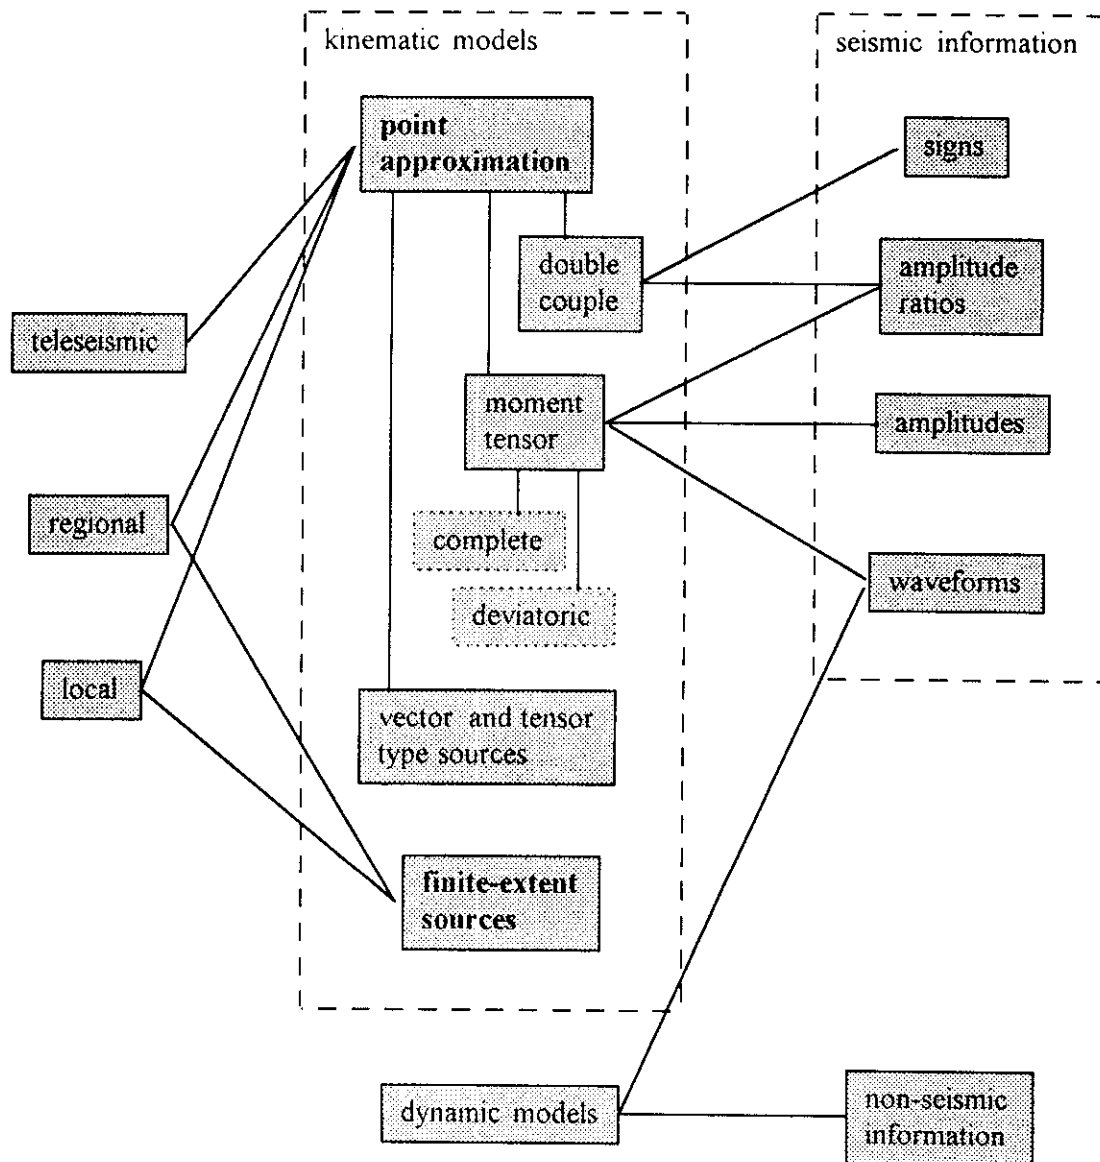 kinematic models
seismic information
point
approximation
signs
double
couple
amplitude
ratios
teleseismic
moment
tensor
amplitudes
regional
complete
waveforms
deviatoric
local
vector and tensor
type sources
finite-extent
sources
dynamic models
non-seismic
information